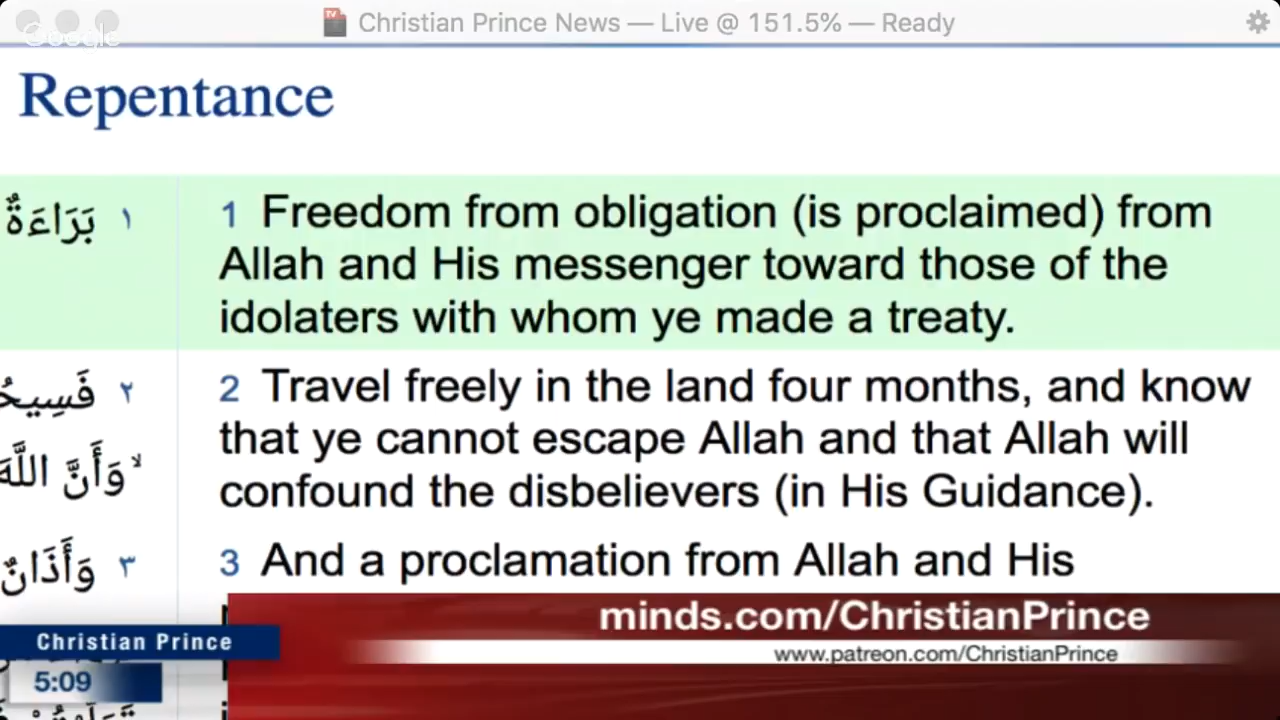 Christian Prince News — Live @ 151.5% — Ready
Google
Repentance
1 Freedom from obligation (is proclaimed) from
Allah and His messenger toward those of the
idolaters with whom ye made a treaty.
١ بَرَاءَةٌ
2 Travel freely in the land four months, and know
that ye cannot escape Allah and that Allah will
confound the disbelievers (in His Guidance).
٢
وَأَنَّ
3 And a proclamation from Allah and His
٣ وَأَذَانٌ
minds.com/ChristianPrince
www.patreon.com/ChristianPrince
Christian Prince
5:09